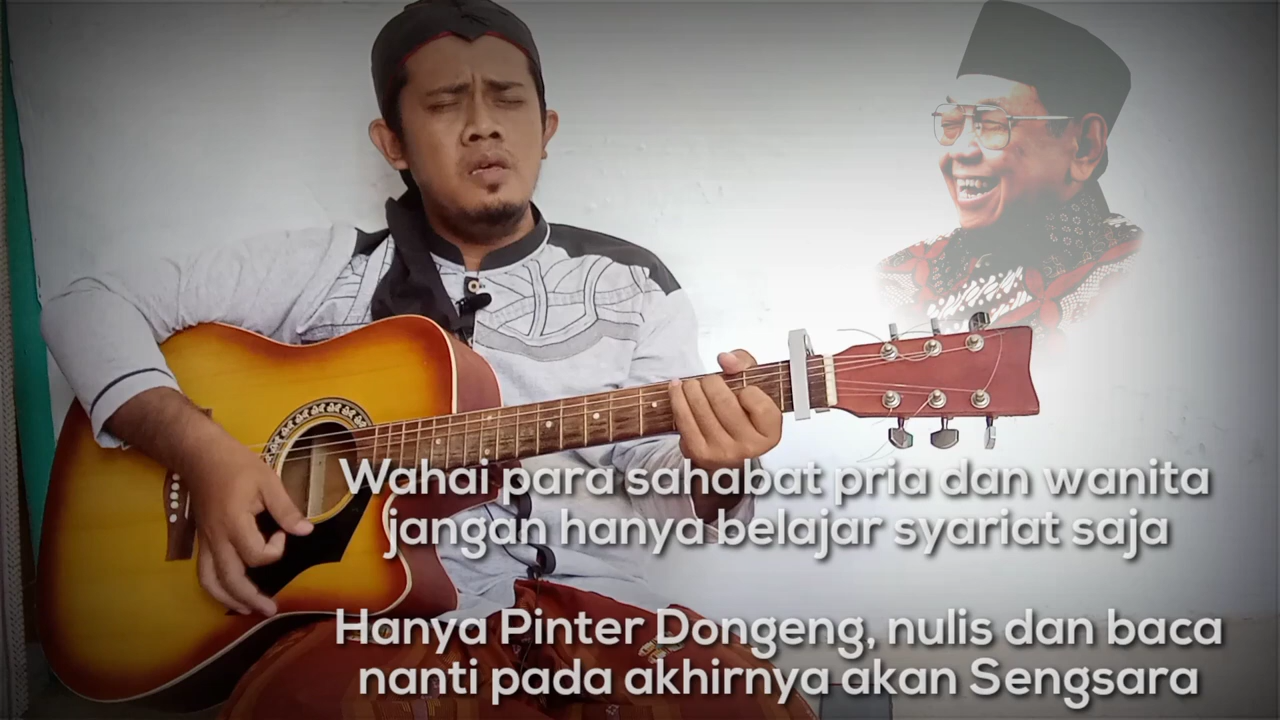 Wahai para sahabat pria dan wanita
jangan hanya belajar syariat saja
Hanya Pinter Dongeng, nulis dan baca
nanti pada akhirnya akan Sengsara